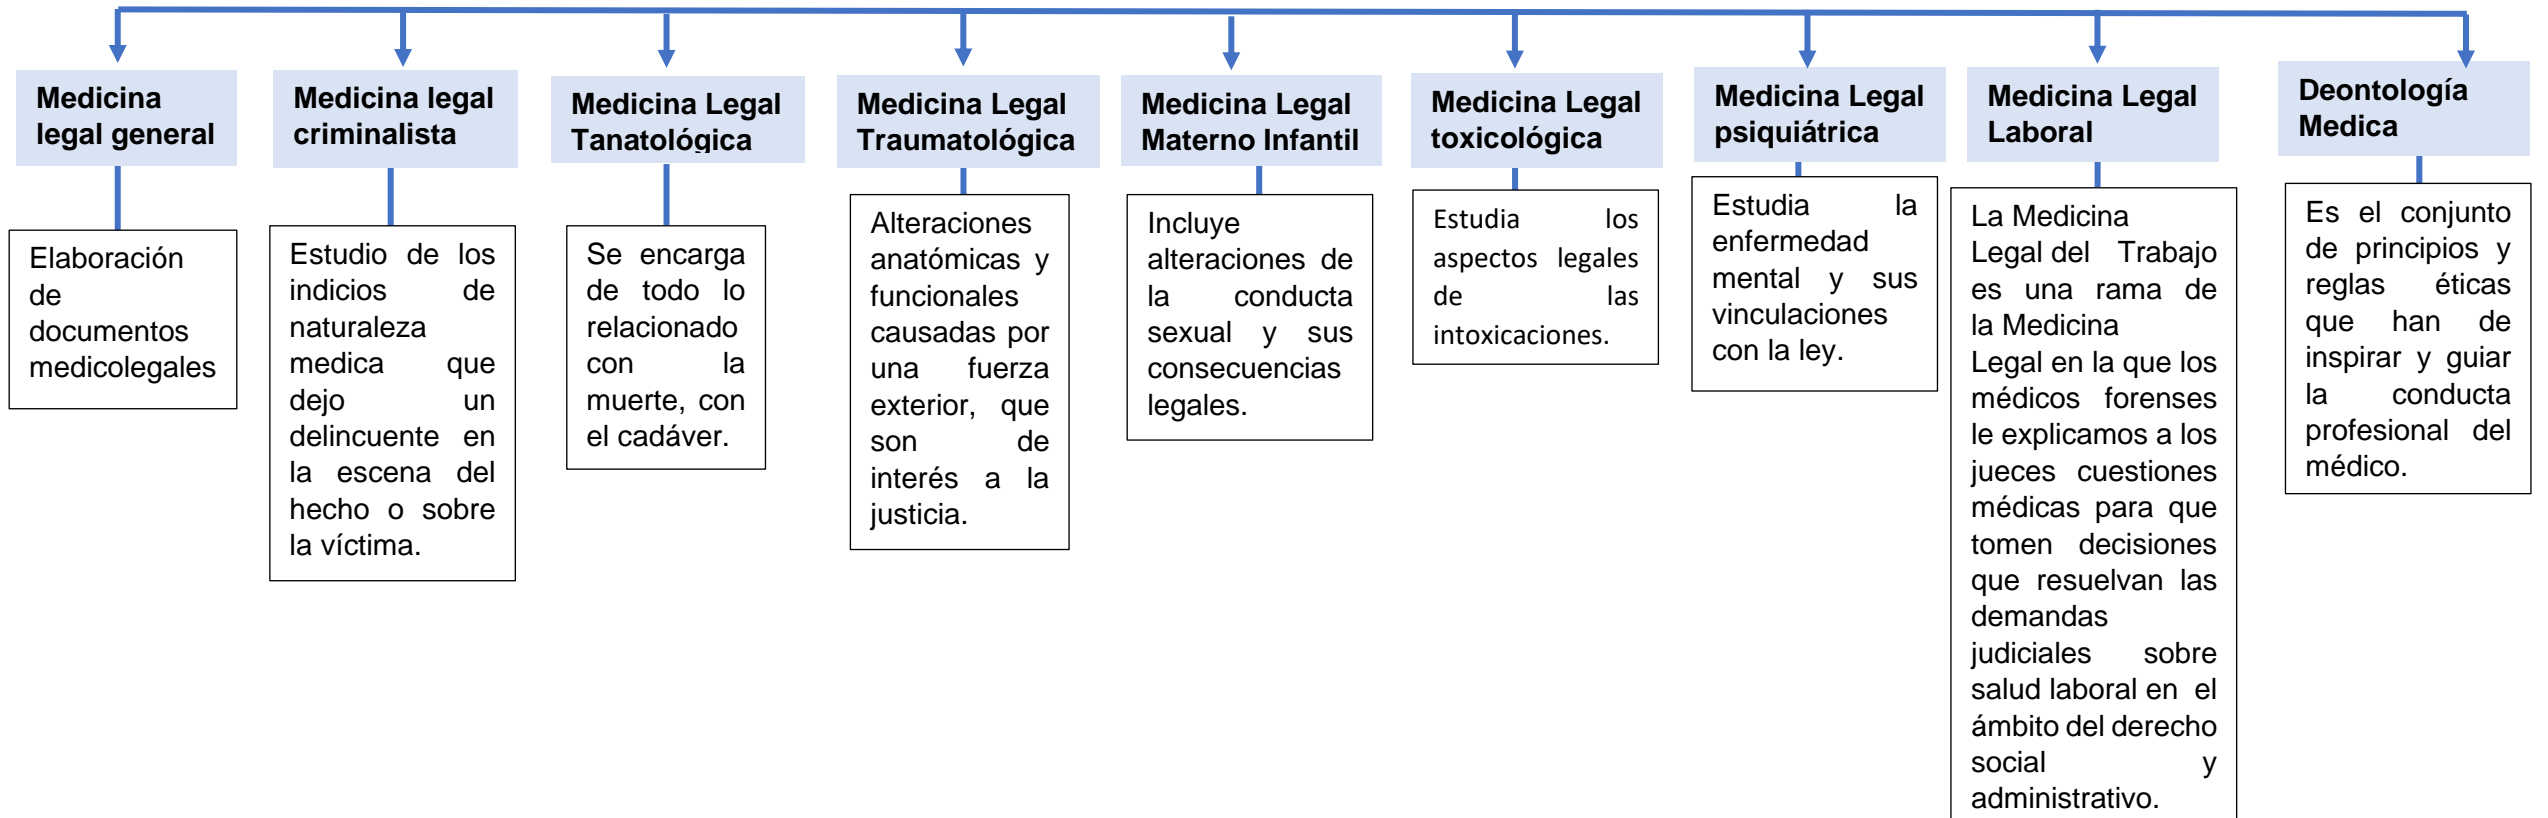 Medicina
legal general
Elaboración
de
documentos
medicolegales
Medicina legal
criminalista
Estudio de los
indicios de
naturaleza
medica que
dejo un
delincuente en
la escena del
hecho o sobre
la víctima.
Medicina Legal
Tanatológica
Se encarga
de todo lo
relacionado
con la
muerte, con
el cadáver.
Medicina Legal
Traumatológica
Alteraciones
anatómicas y
funcionales
causadas por
una fuerza
exterior, que
son de
interés a la
justicia.
Medicina Legal
Materno Infantil
Incluye
alteraciones de
la conducta
sexual y sus
consecuencias
legales.
Medicina Legal
toxicológica
Estudia los
aspectos legales
de las
intoxicaciones.
Medicina Legal
psiquiátrica
Estudia la
enfermedad
mental y sus
vinculaciones
con la ley.
Medicina Legal
Laboral
La Medicina
Legal del Trabajo
es una rama de
la Medicina
Legal en la que los
médicos forenses
le explicamos a los
jueces cuestiones
médicas para que
tomen decisiones
que resuelvan las
demandas
judiciales sobre
salud laboral en el
ámbito del derecho
social y
administrativo.
Deontología
Medica
Es el conjunto
de principios y
reglas éticas
que han de
inspirar y guiar
la conducta
profesional del
médico.